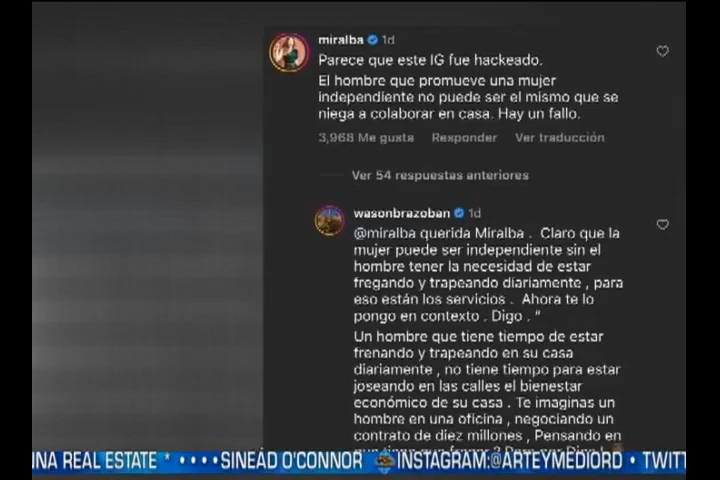 miralba 1d
Parece que este IG fue hackeado.
El hombre que promueve una mujer
independiente no puede ser el mismo que se
niega a colaborar en casa. Hay un fallo.
3,968 Me gusta Responder Ver traducción
Ver 54 respuestas anteriores
wasonbrazoban 1d
@miralba querida Miralba . Claro que la
mujer puede ser independiente sin el
hombre tener la necesidad de estar
fregando y trapeando diariamente , para
eso están los servicios . Ahora te lo
pongo en contexto . Digo . "
Un hombre que tiene tiempo de estar
frenando y trapeando en su casa
diariamente , no tiene tiempo para estar
joseando en las calles el bienestar
económico de su casa . Te imaginas un
hombre en una oficina , negociando un
contrato de diez millones , Pensando en
INA REAL ESTATE * • • • • SINEÁD O'CONNOR INSTAGRAM:@ARTEYMEDIORD • TWITT